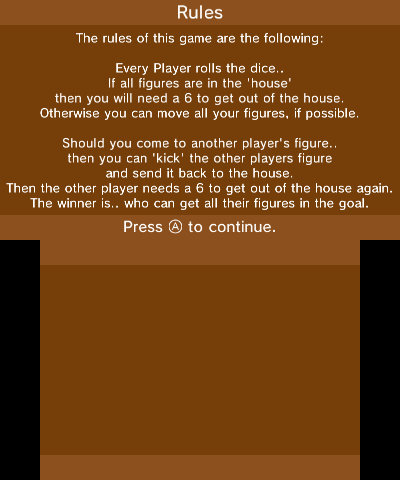 Rules
The rules of this game are the following:
Every Player rolls the dice..
If all figures are in the 'house'
then you will need a 6 to get out of the house.
Otherwise you can move all your figures, if possible.
Should you come to another player's figure..
then you can 'kick' the other players figure
and send it back to the house.
Then the other player needs a 6 to get out of the house again.
The winner is.. who can get all their figures in the goal.
Press Ⓐ to continue.